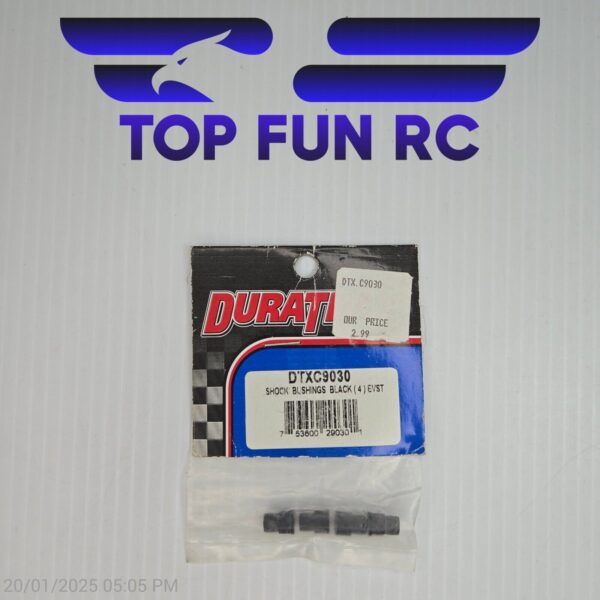 TOP FUN RC
DTX.C9030
OUR PRICE
2.99
DURAT
DTXC9030
SHOCK BUSHINGS BLACK ( 4 ) EVST
7 53600 29030 1
20/01/2025 05:05 PM